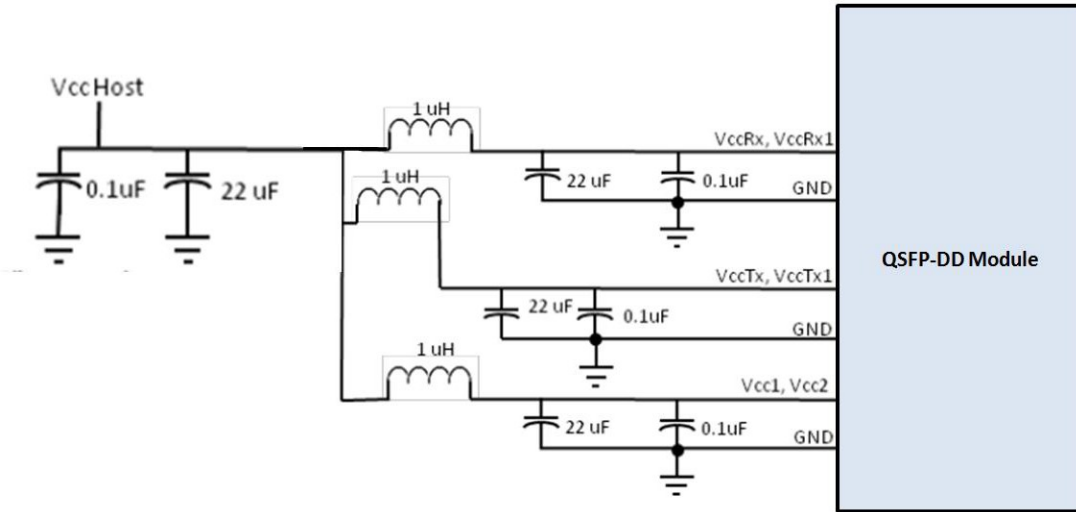 VccHost
0.1uF
22 uF
1 uH
VccRx, VccRx1
22 uF
0.1uF
GND
1 uH
VccTx, VccTx1
22 uF
0.1uF
GND
1 uH
Vcc1, Vcc2
22 uF
0.1uF
GND
QSFP-DD Module